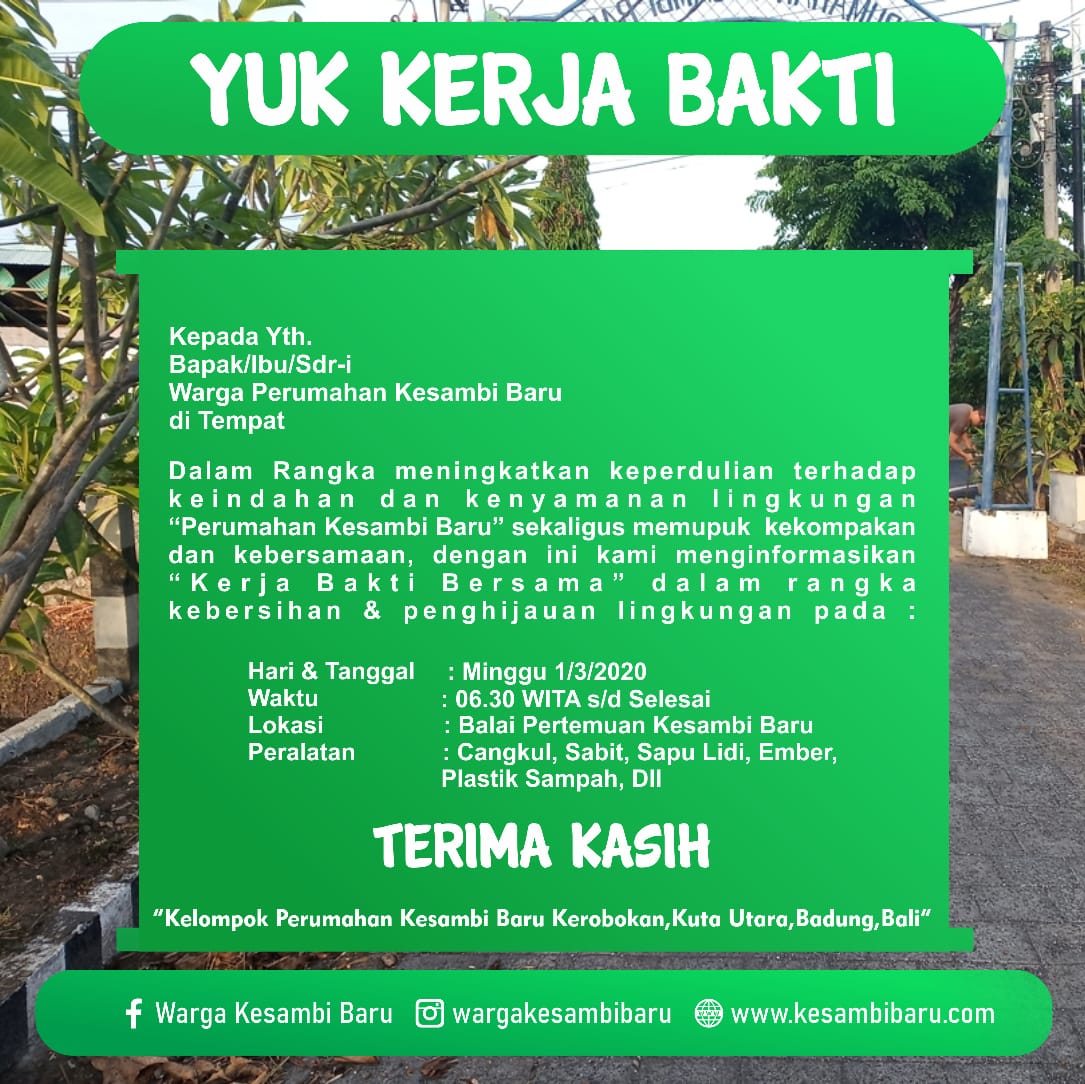 YUK KERJA BAKTI
Kepada Yth.
Bapak/Ibu/Sdr-i
Warga Perumahan Kesambi Baru
di Tempat
Dalam Rangka meningkatkan keperdulian terhadap
keindahan dan kenyamanan lingkungan
“Perumahan Kesambi Baru” sekaligus memupuk kekompakan
dan kebersamaan, dengan ini kami menginformasikan
“Kerja Bakti Bersama” dalam rangka
kebersihan & penghijauan lingkungan pada :
Hari & Tanggal : Minggu 1/3/2020
Waktu : 06.30 WITA s/d Selesai
Lokasi : Balai Pertemuan Kesambi Baru
Peralatan : Cangkul, Sabit, Sapu Lidi, Ember,
Plastik Sampah, Dll
TERIMA KASIH
“Kelompok Perumahan Kesambi Baru Kerobokan,Kuta Utara,Badung,Bali“
Warga Kesambi Baru wargakesambibaru www.kesambibaru.com